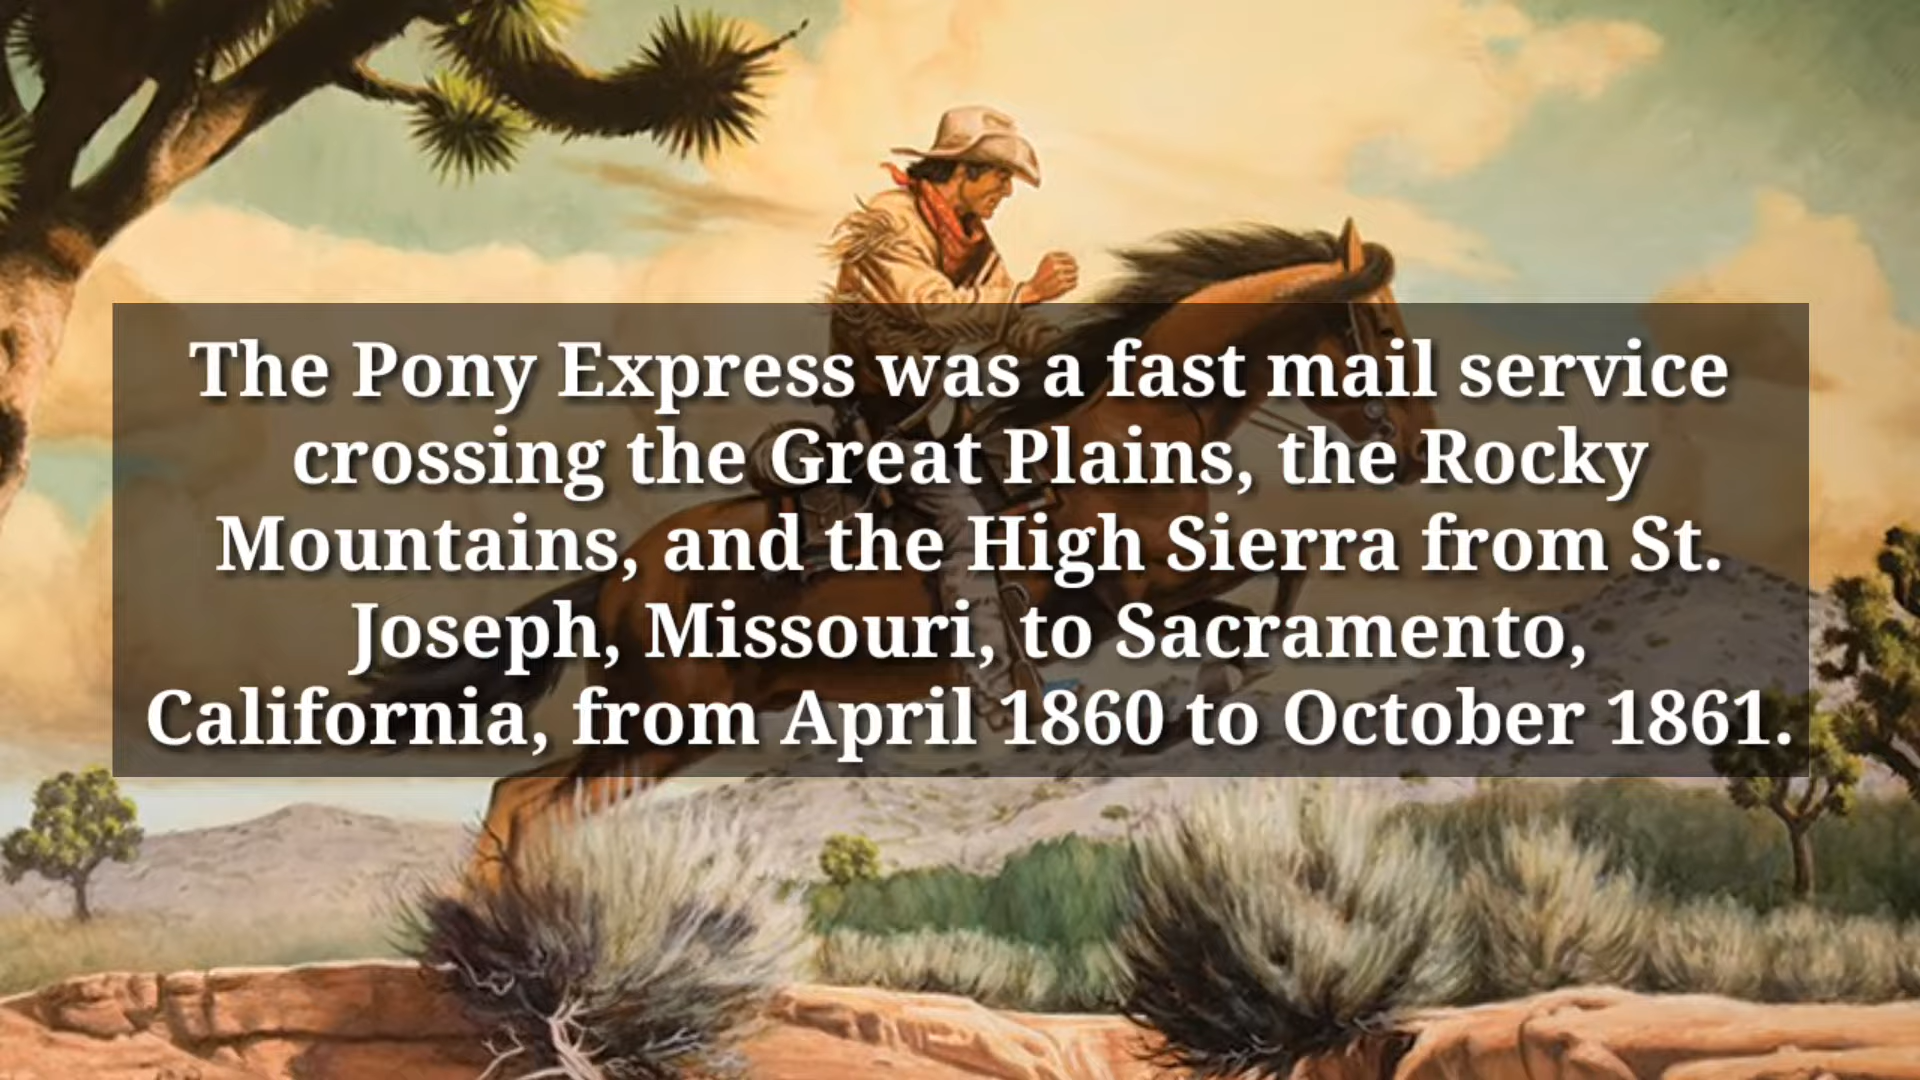 The Pony Express was a fast mail service
crossing the Great Plains, the Rocky
Mountains, and the High Sierra from St.
Joseph, Missouri, to Sacramento,
California, from April 1860 to October 1861.